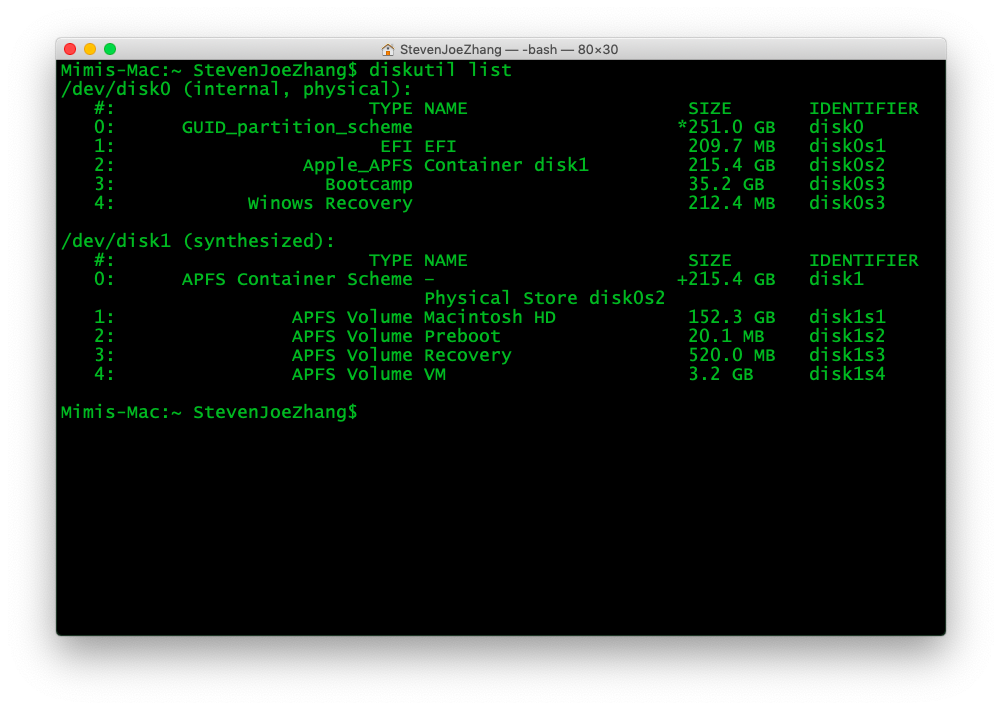 StevenJoeZhang — -bash — 80×30
Mimis-Mac:~ StevenJoeZhang$ diskutil list
/dev/disk0 (internal, physical):
#: TYPE NAME SIZE IDENTIFIER
0: GUID_partition_scheme *251.0 GB disk0
1: EFI EFI 209.7 MB disk0s1
2: Apple_APFS Container disk1 215.4 GB disk0s2
3: Bootcamp 35.2 GB disk0s3
4: Winows Recovery 212.4 MB disk0s3
/dev/disk1 (synthesized):
#: TYPE NAME SIZE IDENTIFIER
0: APFS Container Scheme – +215.4 GB disk1
Physical Store disk0s2
1: APFS Volume Macintosh HD 152.3 GB disk1s1
2: APFS Volume Preboot 20.1 MB disk1s2
3: APFS Volume Recovery 520.0 MB disk1s3
4: APFS Volume VM 3.2 GB disk1s4
Mimis-Mac:~ StevenJoeZhang$